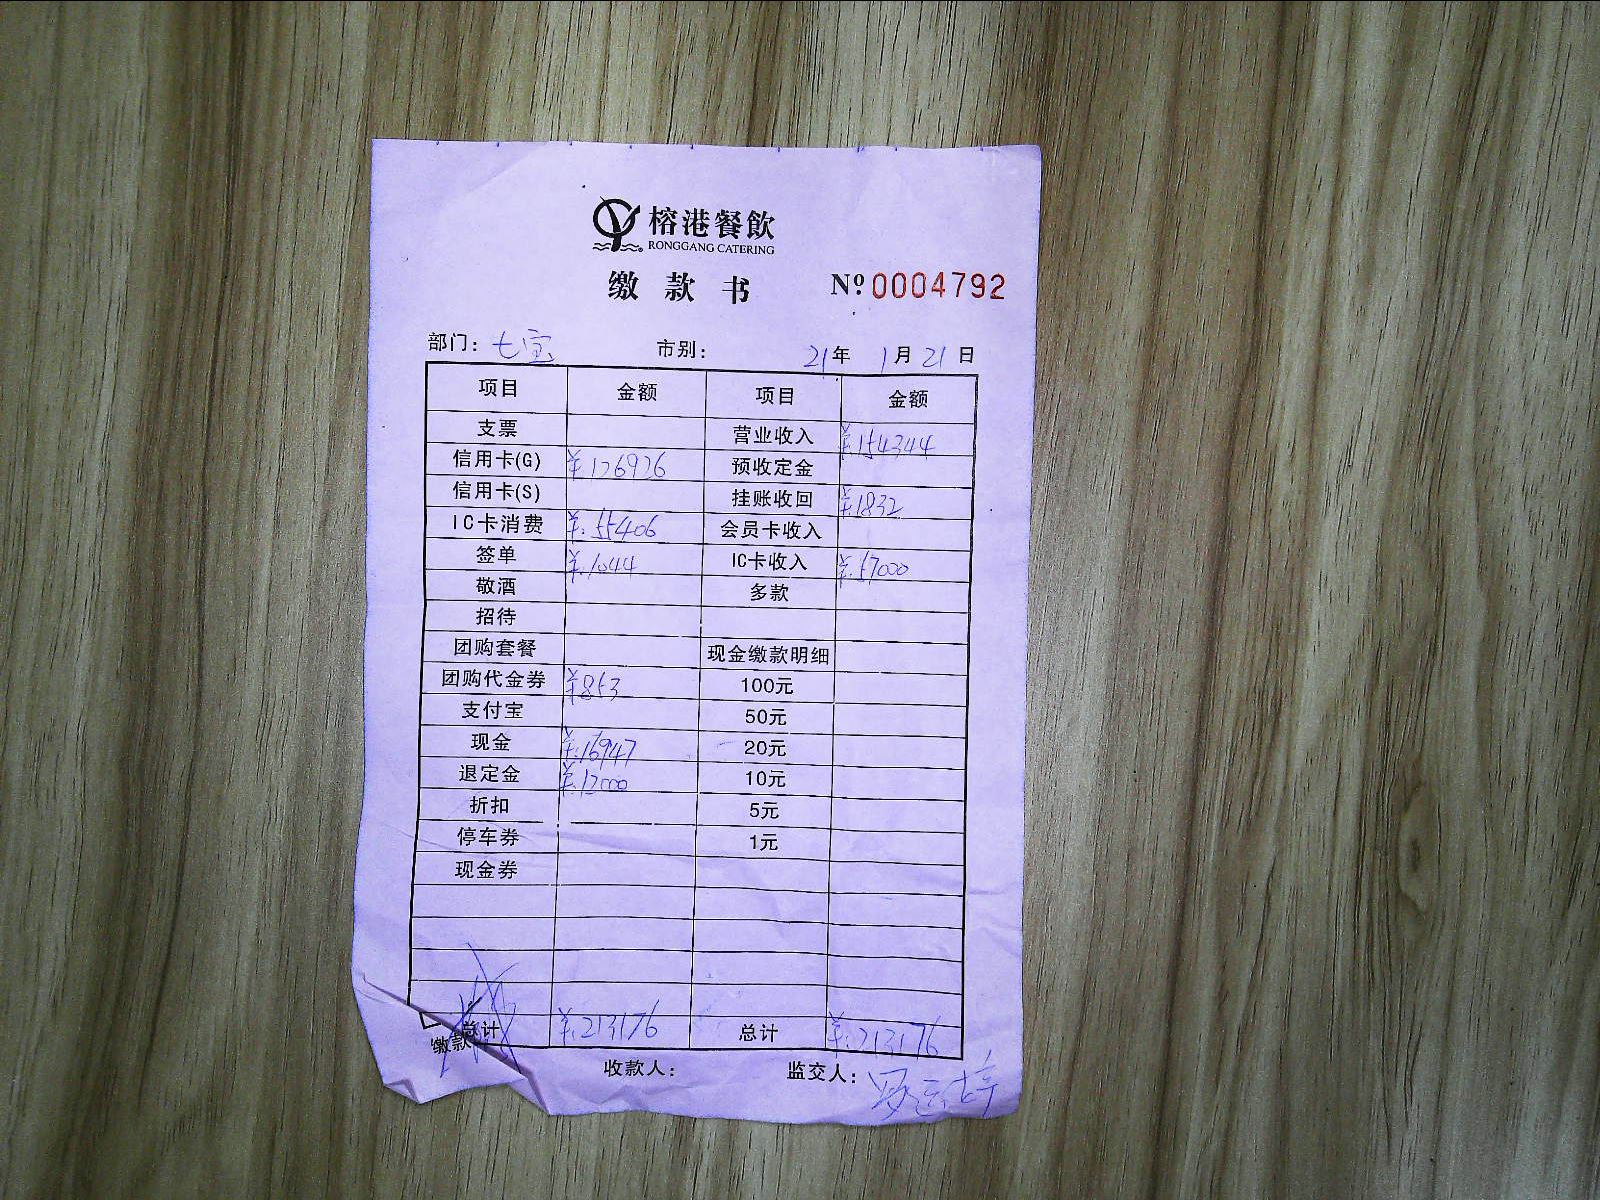 榕港餐飲
RONGGANG CATERING
缴款书 Nº 0004792
部门: 七宝 市别: 21年 1月 21日
项目 金额 项目 金额
支票 营业收入 ¥:154344
信用卡(G) ¥:126926 预收定金
信用卡(S) 挂账收回 ¥:1832
IC卡消费 ¥:55406 会员卡收入
签单 ¥:1044 IC卡收入 ¥:57000
敬酒 多款
招待
团购套餐 现金缴款明细
团购代金券 ¥853 100元
支付宝 50元
现金 ¥:16947 20元
退定金 ¥:12000 10元
折扣 5元
停车券 1元
现金券
总计 ¥:213176 总计 ¥:213176
缴款 收款人: 监交人: